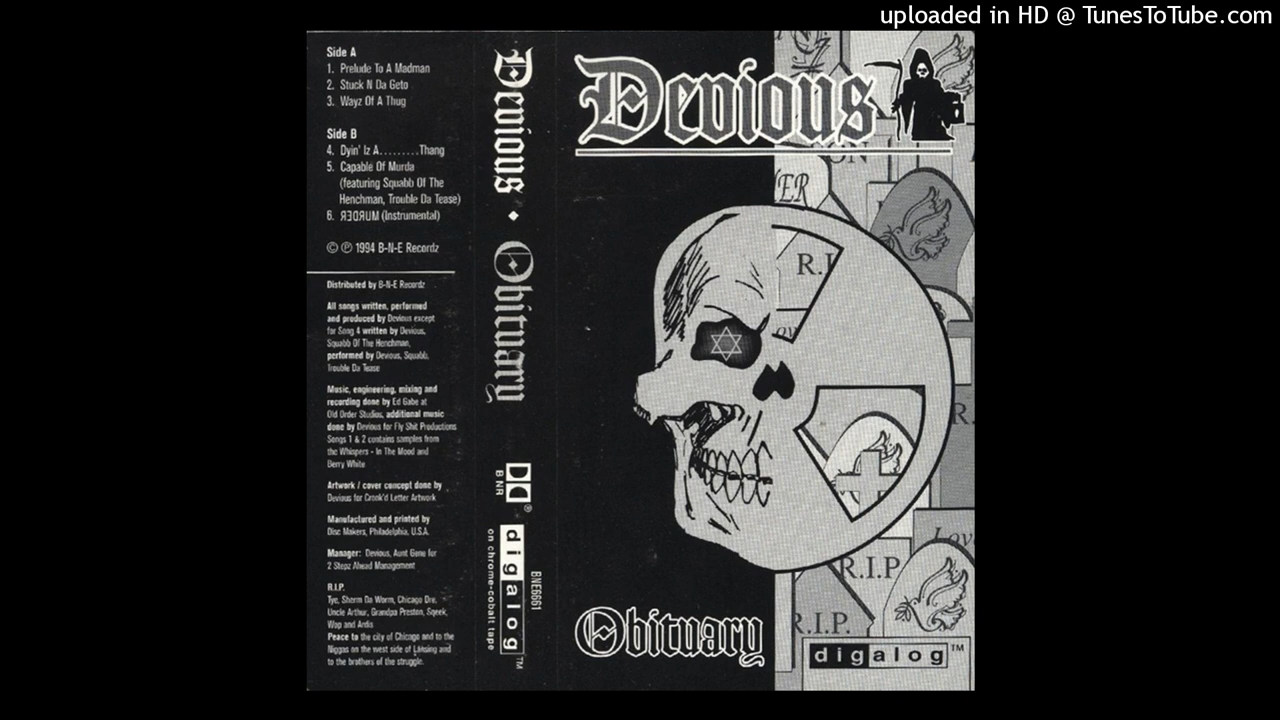 uploaded in HD @ TunesToTube.com
Side A
1. Prelude To A Madman
2. Stuck N Da Geto
3. Wayz Of A Thug
Side B
4. Dyin' Iz A.........Thang
5. Capable Of Murda
(featuring Squabb Of The
Henchman, Trouble Da Tease)
6. ЯƎᗡЯUM (Instrumental)
© ℗ 1994 B-N-E Recordz
Distributed by B-N-E Recordz
All songs written, performed
and produced by Devious except
for Song 4 written by Devious,
Squabb Of The Henchman,
performed by Devious, Squabb,
Trouble Da Tease
Music, engineering, mixing and
recording done by Ed Gabe at
Old Order Studios, additional music
done by Devious for Fly Shit Productions
Songs 1 & 2 contains samples from
the Whispers - In The Mood and
Berry White
Artwork / cover concept done by
Devious for Crook'd Letter Artwork
Manufactured and printed by
Disc Makers, Philadelphia, U.S.A.
Manager: Devious, Aunt Gene for
2 Stepz Ahead Management
R.I.P.
Tye, Sherm Da Worm, Chicago Dre,
Uncle Arthur, Grandpa Preston, Sqeek,
Wop and Ardis
Peace to the city of Chicago and to the
Niggas on the west side of Lansing and
to the brothers of the struggle.
Devious • Obituary
BNR
digalog™
on chrome-cobalt tape
BNE6661
Devious
ON
ER
R.I
R.
Lov
R.I.P
R.I.P.
Obituary
digalog™